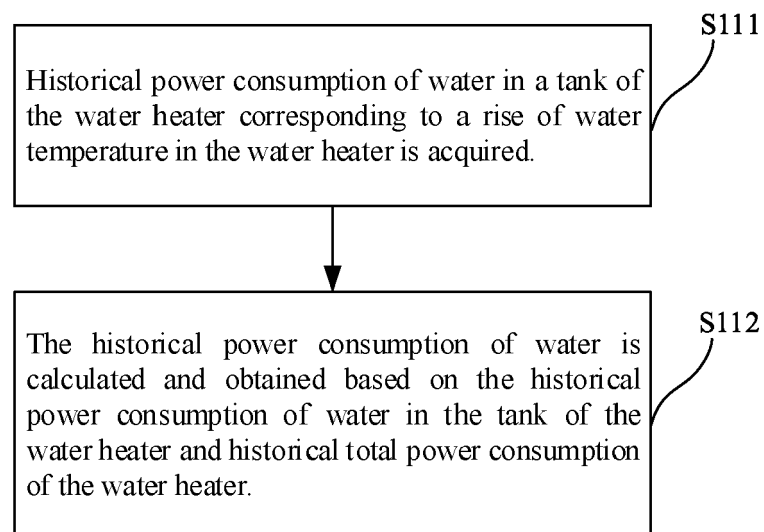 S111
Historical power consumption of water in a tank of
the water heater corresponding to a rise of water
temperature in the water heater is acquired.
S112
The historical power consumption of water is
calculated and obtained based on the historical
power consumption of water in the tank of the
water heater and historical total power consumption
of the water heater.